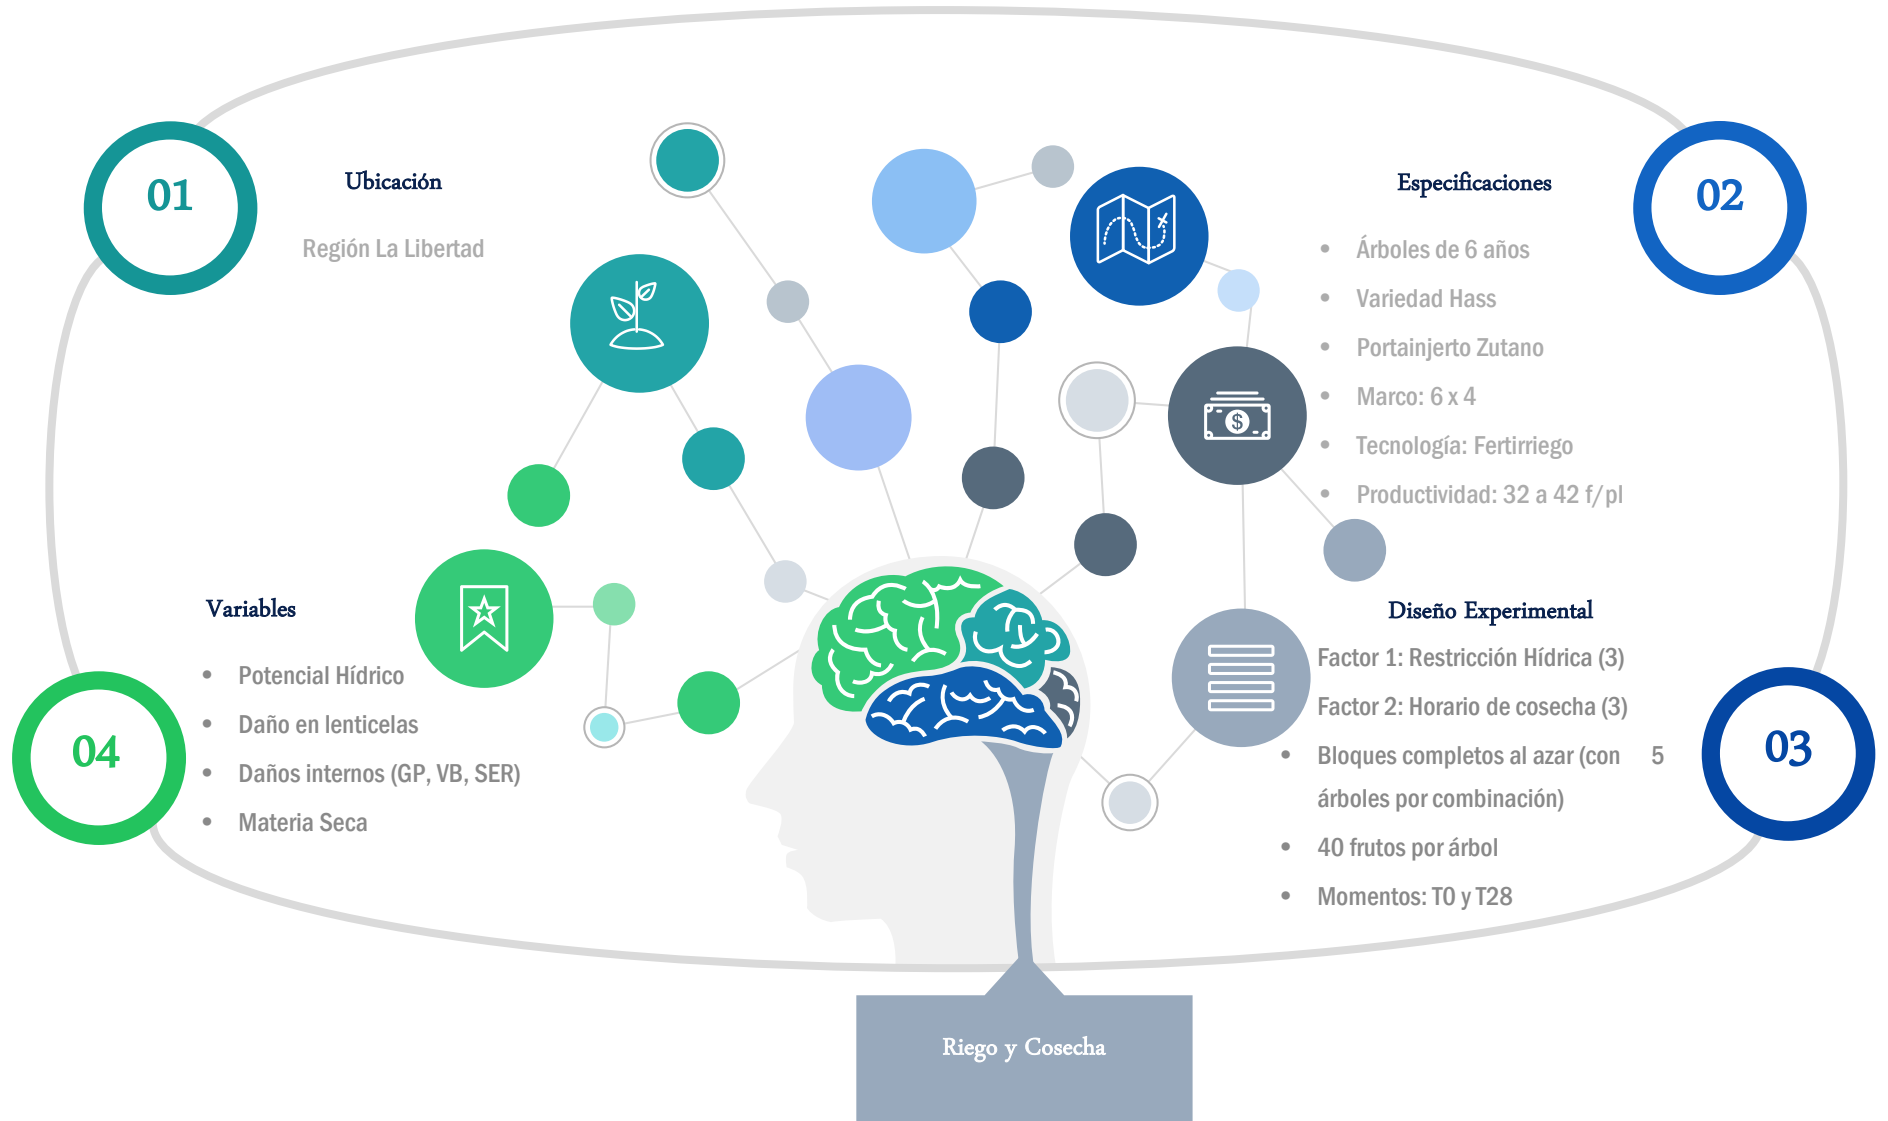 01
Ubicación
Región La Libertad
02
Especificaciones
• Árboles de 6 años
• Variedad Hass
• Portainjerto Zutano
• Marco: 6 x 4
• Tecnología: Fertirriego
• Productividad: 32 a 42 f/pl
$
03
Diseño Experimental
Factor 1: Restricción Hídrica (3)
Factor 2: Horario de cosecha (3)
• Bloques completos al azar (con 5
árboles por combinación)
• 40 frutos por árbol
• Momentos: T0 y T28
04
Variables
• Potencial Hídrico
• Daño en lenticelas
• Daños internos (GP, VB, SER)
• Materia Seca
Riego y Cosecha